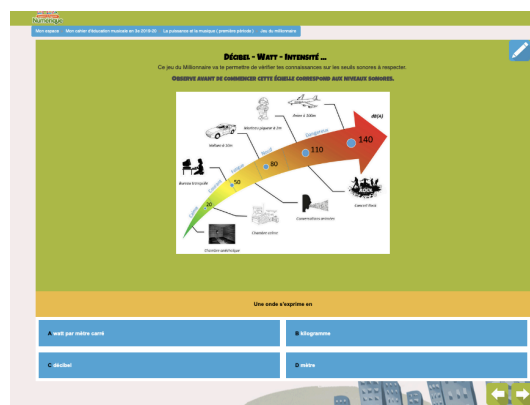 Numérique
Mon espace Mon cahier d'éducation musicale en 3e 2019-20 La puissance et la musique ( première période ) Jeu du millionnaire
DÉCIBEL - WATT - INTENSITÉ ...
Ce jeu du Millionnaire va te permettre de vérifier tes connaissances sur les seuils sonores à respecter.
OBSERVE AVANT DE COMMENCER CETTE ÉCHELLE CORRESPOND AUX NIVEAUX SONORES.
Avion à 300m
dB(A)
Marteau piqueur à 1m
Dangereux
140
Voiture à 10m
Nocif
110
80
Bureau tranquille
50
20
Calme
Concert Rock
Conversation animée
Chambre calme
Chambre anéchoïque
Une onde s'exprime en
A watt par mètre carré
B kilogramme
C décibel
D mètre